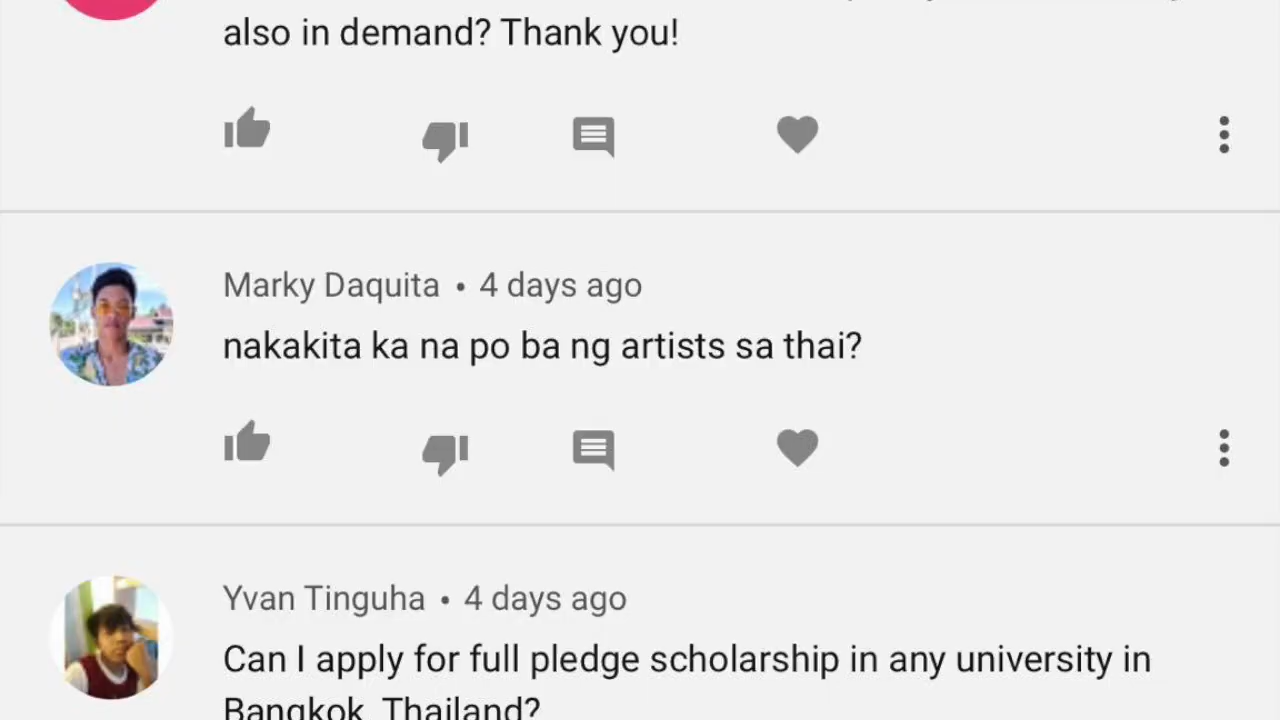 also in demand? Thank you!
Marky Daquita • 4 days ago
nakakita ka na po ba ng artists sa thai?
Yvan Tinguha • 4 days ago
Can I apply for full pledge scholarship in any university in
Bangkok, Thailand?